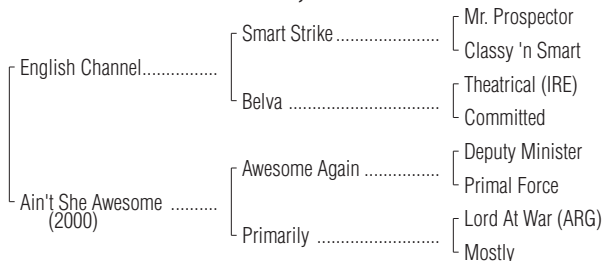 Mr. Prospector
Smart Strike
Classy 'n Smart
English Channel
Theatrical (IRE)
Belva
Committed
Deputy Minister
Awesome Again
Primal Force
Ain't She Awesome
(2000)
Lord At War (ARG)
Primarily
Mostly